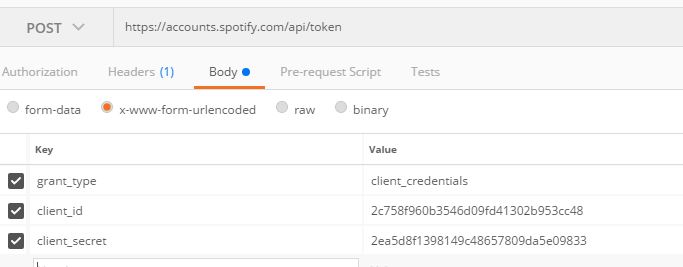 POST https://accounts.spotify.com/api/token
Authorization Headers (1) Body Pre-request Script Tests
form-data x-www-form-urlencoded raw binary
Key Value
grant_type client_credentials
client_id 2c758f960b3546d09fd41302b953cc48
client_secret 2ea5d8f1398149c48657809da5e09833